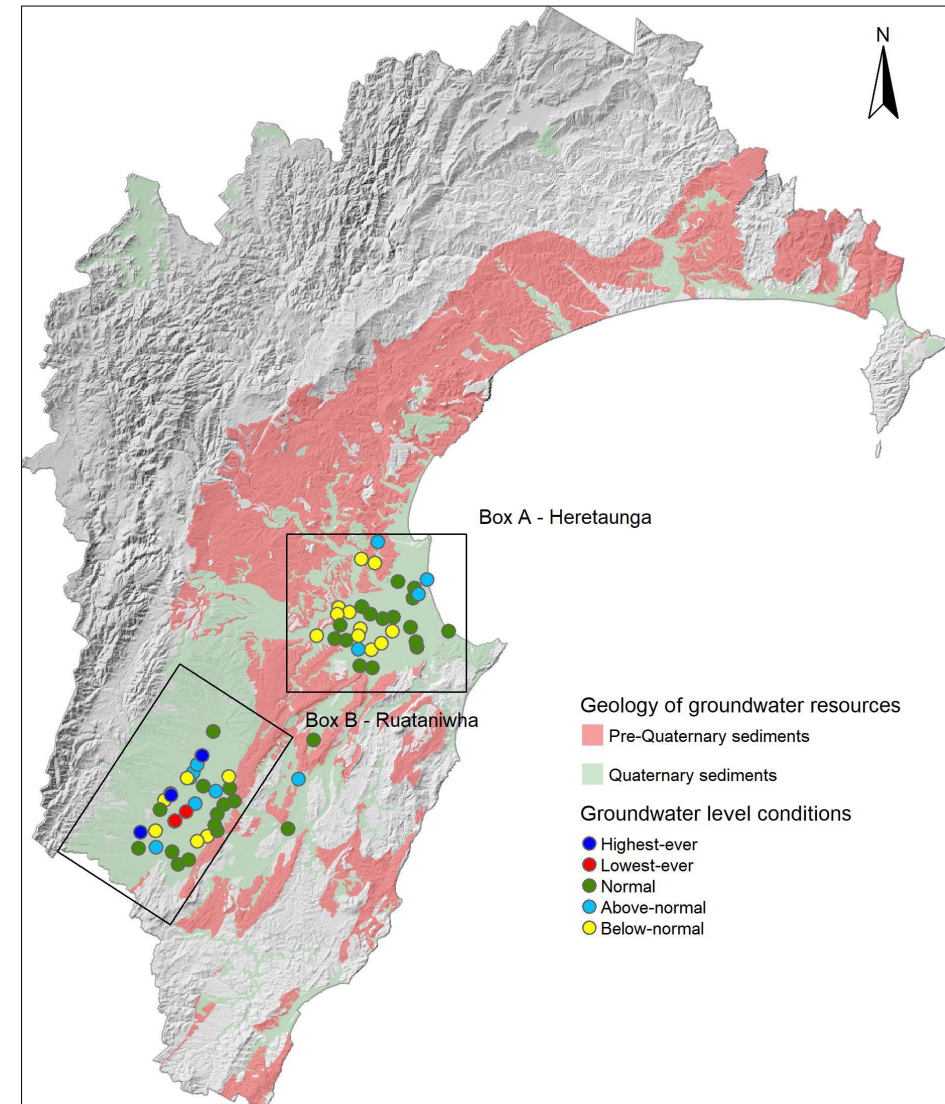 N
Box A - Heretaunga
Box B - Ruataniwha
Geology of groundwater resources
Pre-Quaternary sediments
Quaternary sediments
Groundwater level conditions
Highest-ever
Lowest-ever
Normal
Above-normal
Below-normal